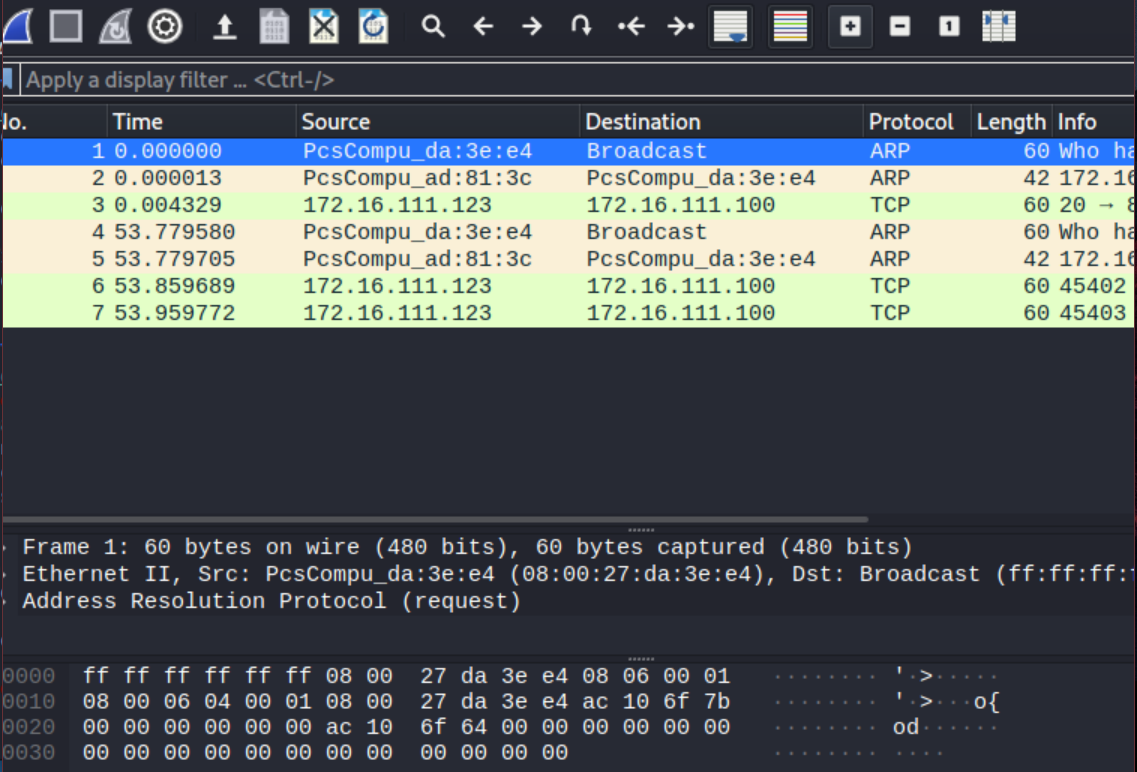 Apply a display filter … <Ctrl-/>
No. Time Source Destination Protocol Length Info
1 0.000000 PcsCompu_da:3e:e4 Broadcast ARP 60 Who ha
2 0.000013 PcsCompu_ad:81:3c PcsCompu_da:3e:e4 ARP 42 172.16
3 0.004329 172.16.111.123 172.16.111.100 TCP 60 20 → 8
4 53.779580 PcsCompu_da:3e:e4 Broadcast ARP 60 Who ha
5 53.779705 PcsCompu_ad:81:3c PcsCompu_da:3e:e4 ARP 42 172.16
6 53.859689 172.16.111.123 172.16.111.100 TCP 60 45402
7 53.959772 172.16.111.123 172.16.111.100 TCP 60 45403
Frame 1: 60 bytes on wire (480 bits), 60 bytes captured (480 bits)
Ethernet II, Src: PcsCompu_da:3e:e4 (08:00:27:da:3e:e4), Dst: Broadcast (ff:ff:ff:f
Address Resolution Protocol (request)
0000 ff ff ff ff ff ff 08 00 27 da 3e e4 08 06 00 01 ········ '·>·····
0010 08 00 06 04 00 01 08 00 27 da 3e e4 ac 10 6f 7b ········ '·>···o{
0020 00 00 00 00 00 00 ac 10 6f 64 00 00 00 00 00 00 ········ od······
0030 00 00 00 00 00 00 00 00 00 00 00 00 ········ ····